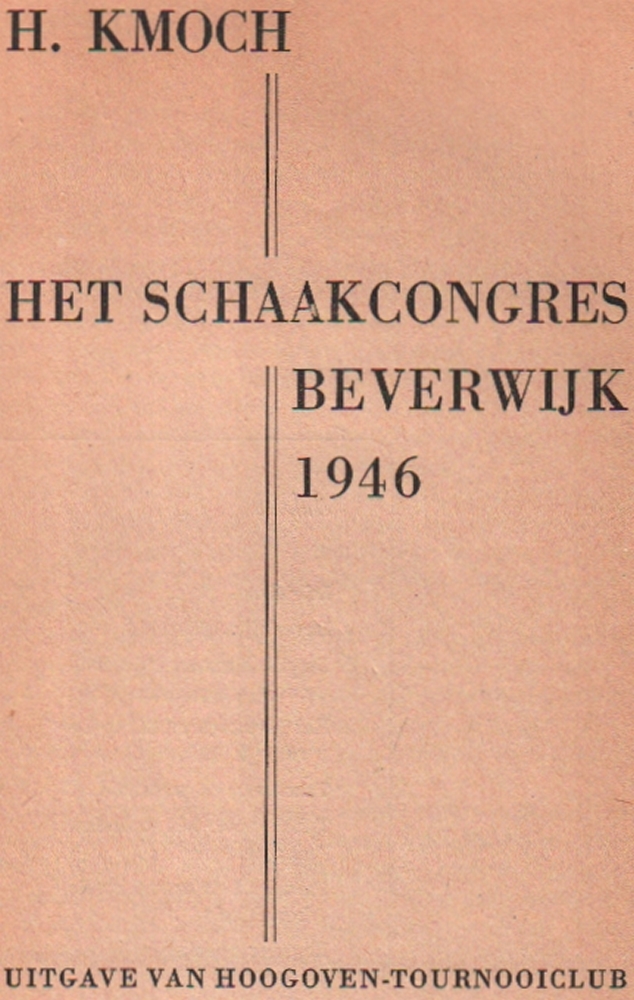 H. KMOCH
HET SCHAAKCONGRES
BEVERWIJK
1946
UITGAVE VAN HOOGOVEN-TOURNOOICLUB